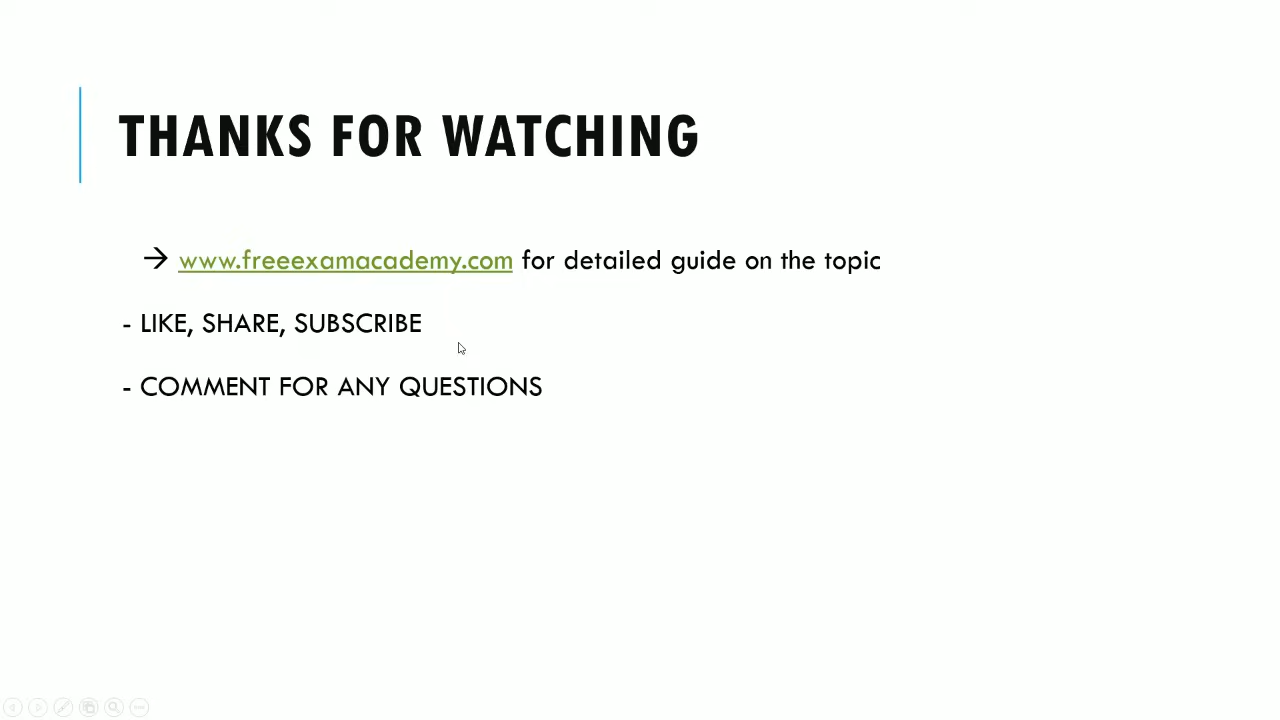 THANKS FOR WATCHING
→ www.freeexamacademy.com for detailed guide on the topic
- LIKE, SHARE, SUBSCRIBE
- COMMENT FOR ANY QUESTIONS